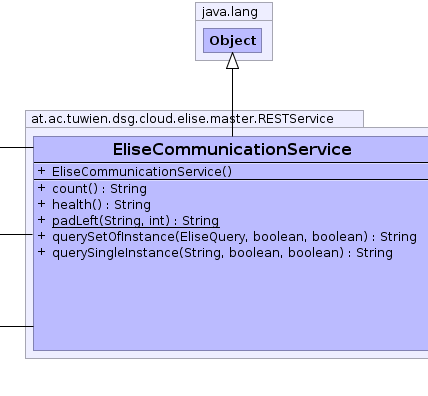 java.lang
Object
at.ac.tuwien.dsg.cloud.elise.master.RESTService
EliseCommunicationService
+ EliseCommunicationService()
+ count() : String
+ health() : String
+ padLeft(String, int) : String
+ querySetOfInstance(EliseQuery, boolean, boolean) : String
+ querySingleInstance(String, boolean, boolean) : String